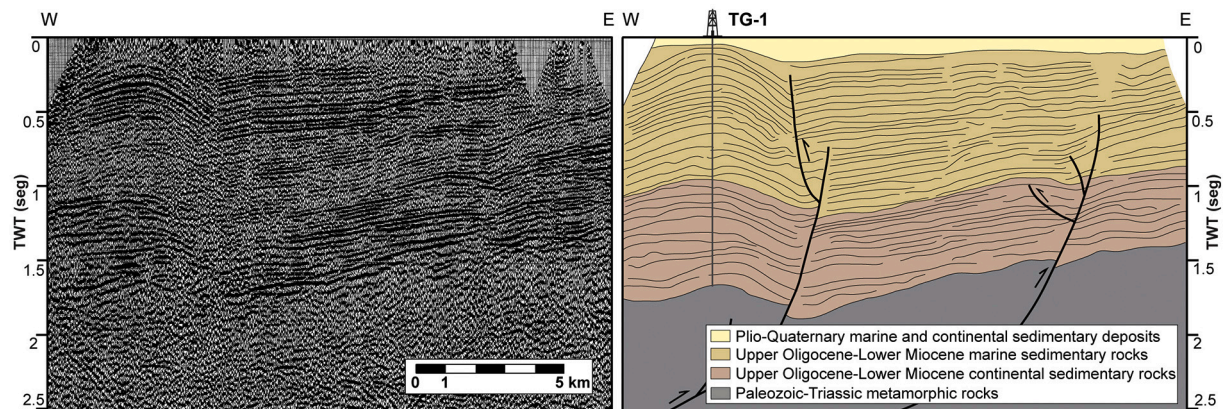 W
E
0
0.5
1
1.5
2
2.5
TWT (seg)
0 1 5 km
W
TG-1
E
0
0.5
1
1.5
2
2.5
TWT (seg)
Plio-Quaternary marine and continental sedimentary deposits
Upper Oligocene-Lower Miocene marine sedimentary rocks
Upper Oligocene-Lower Miocene continental sedimentary rocks
Paleozoic-Triassic metamorphic rocks